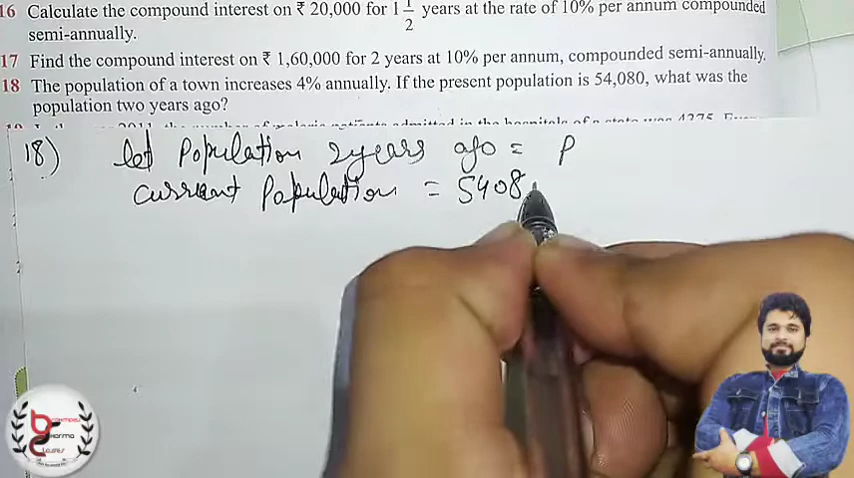 16 Calculate the compound interest on ₹ 20,000 for 1 1/2 years at the rate of 10% per annum compounded
semi-annually.
17 Find the compound interest on ₹ 1,60,000 for 2 years at 10% per annum, compounded semi-annually.
18 The population of a town increases 4% annually. If the present population is 54,080, what was the
population two years ago?
18) let Population 2years ago = P
current Population = 5408